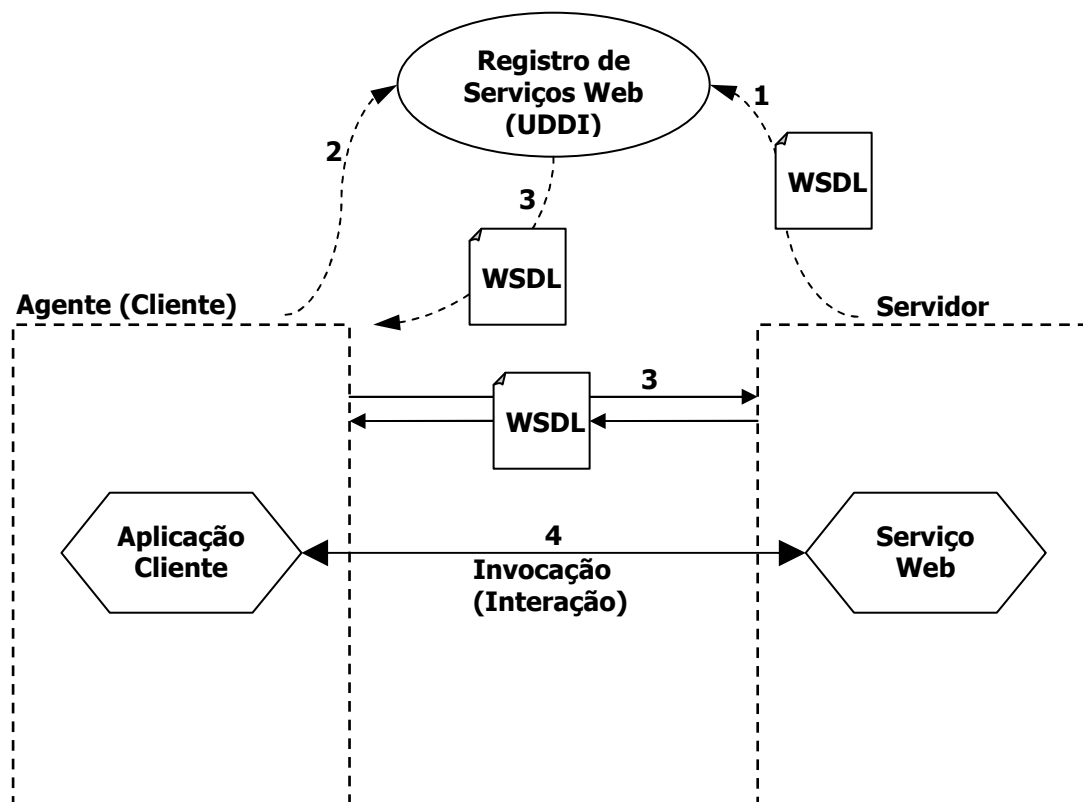 Registro de
Serviços Web
(UDDI)
1
2
WSDL
3
WSDL
Agente (Cliente)
Servidor
3
WSDL
Aplicação
Cliente
4
Invocação
(Interação)
Serviço
Web